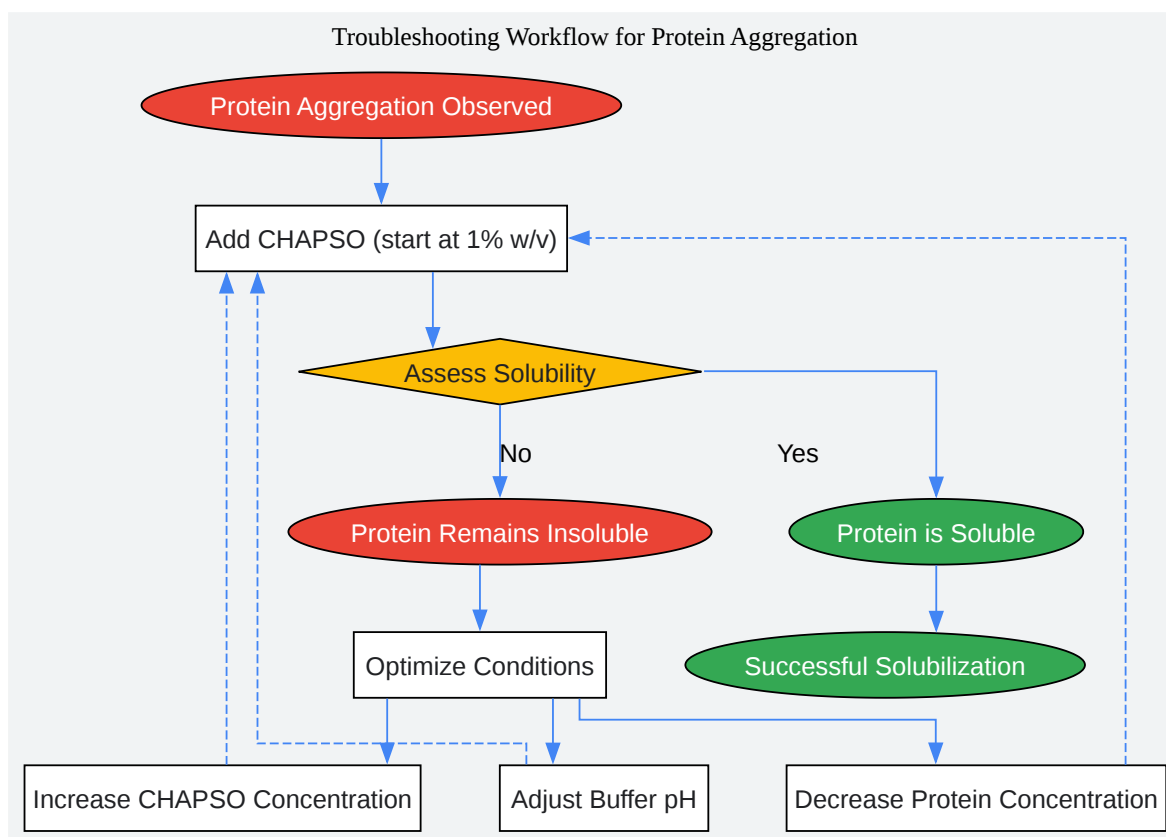 Troubleshooting Workflow for Protein Aggregation
Protein Aggregation Observed
Add CHAPSO (start at 1% w/v)
Assess Solubility
No
Yes
Protein Remains Insoluble
Protein is Soluble
Optimize Conditions
Successful Solubilization
Increase CHAPSO Concentration
Adjust Buffer pH
Decrease Protein Concentration